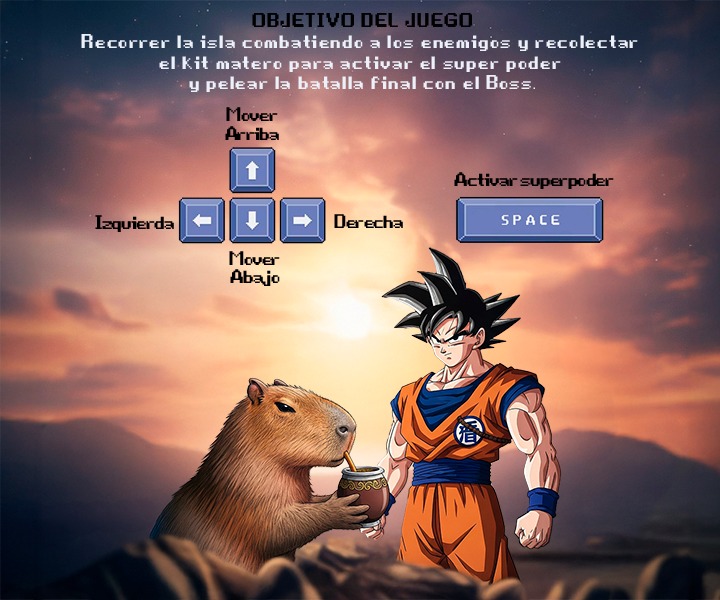 OBJETIVO DEL JUEGO
Recorrer la isla combatiendo a los enemigos y recolectar
el Kit matero para activar el super poder
y pelear la batalla final con el Boss.
Mover
Arriba
Activar superpoder
Izquierda
Derecha
SPACE
Mover
Abajo